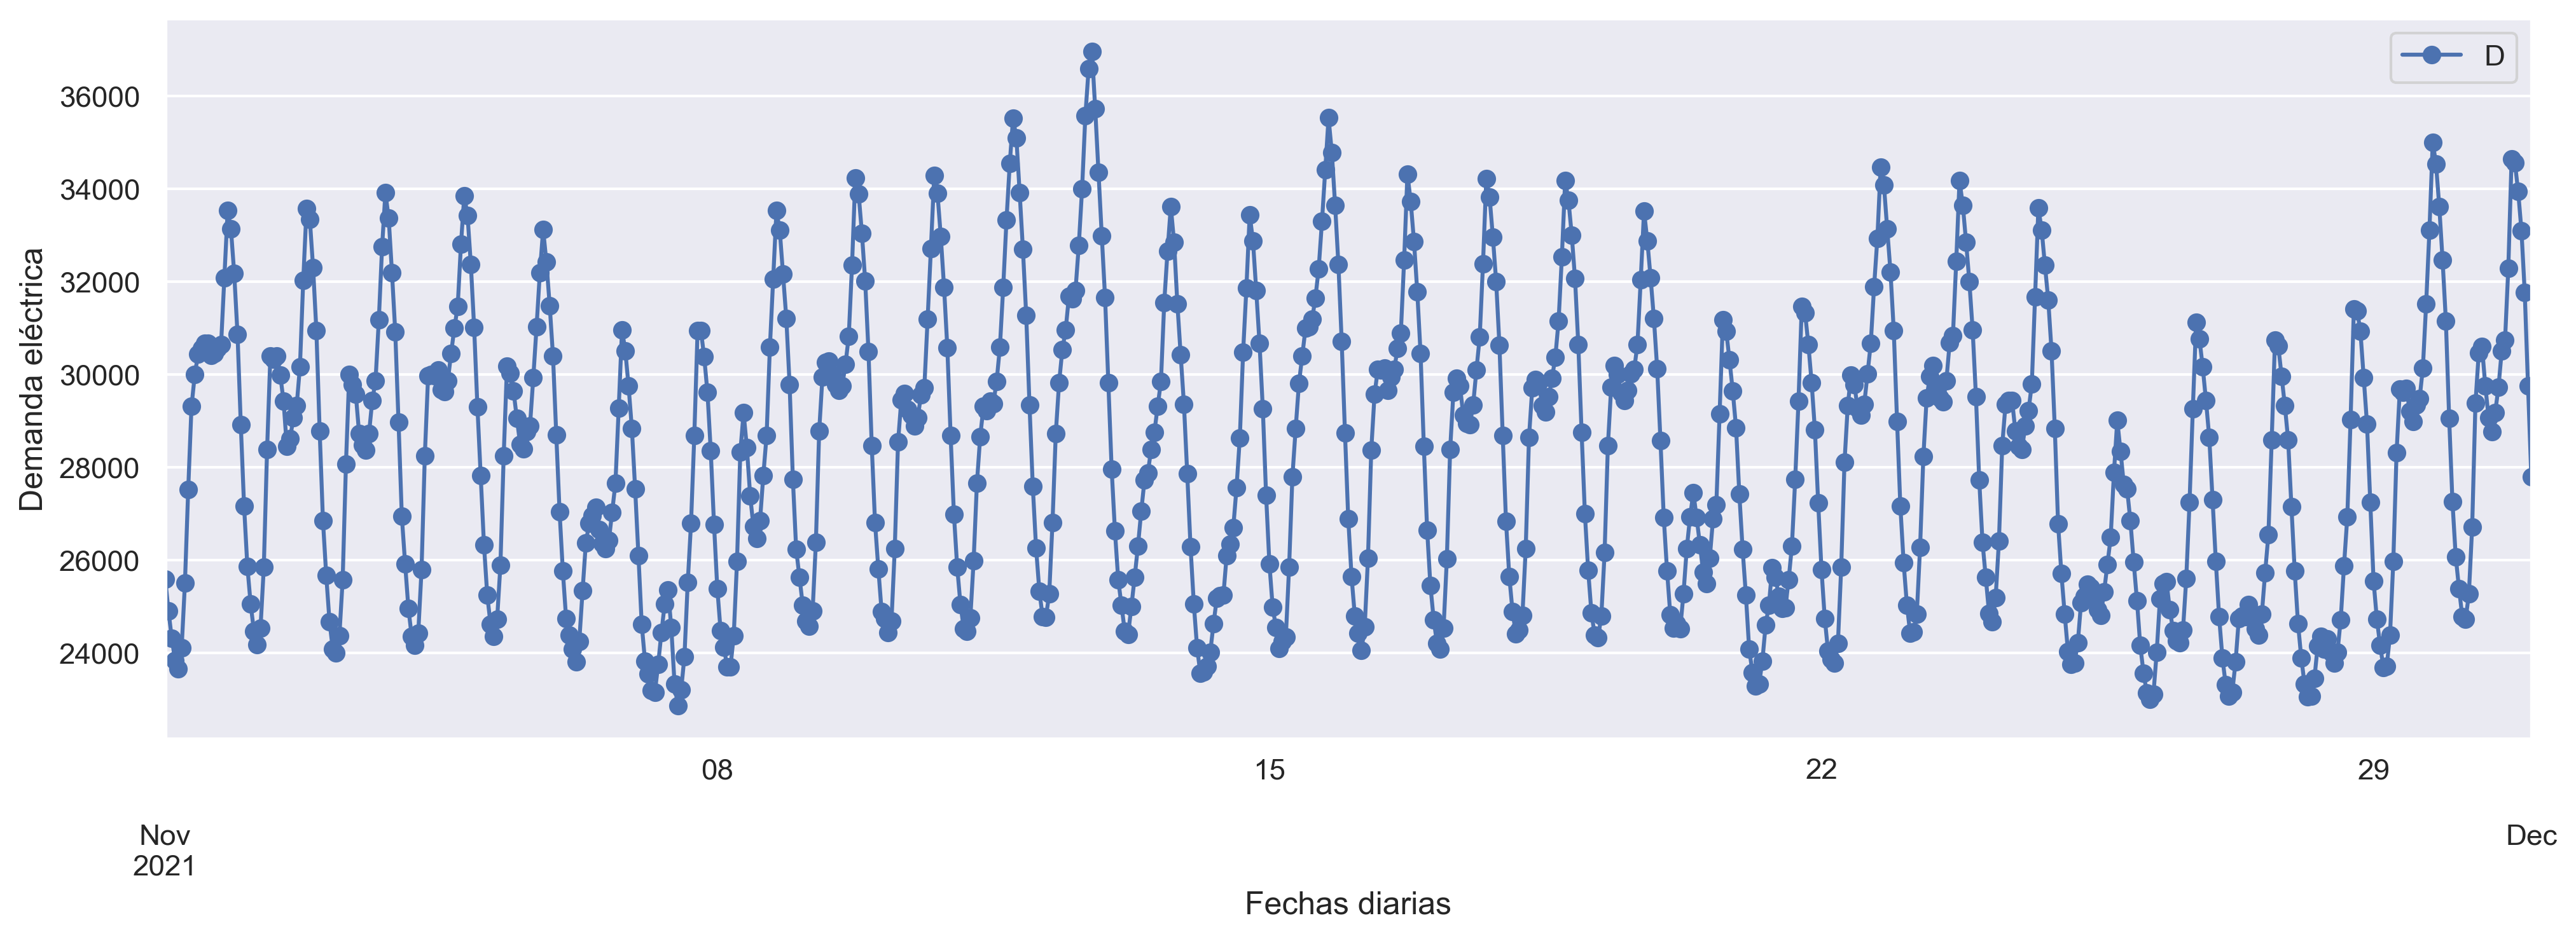 D
36000
34000
32000
30000
28000
26000
24000
Demanda eléctrica
08
15
22
29
Nov
2021
Dec
Fechas diarias